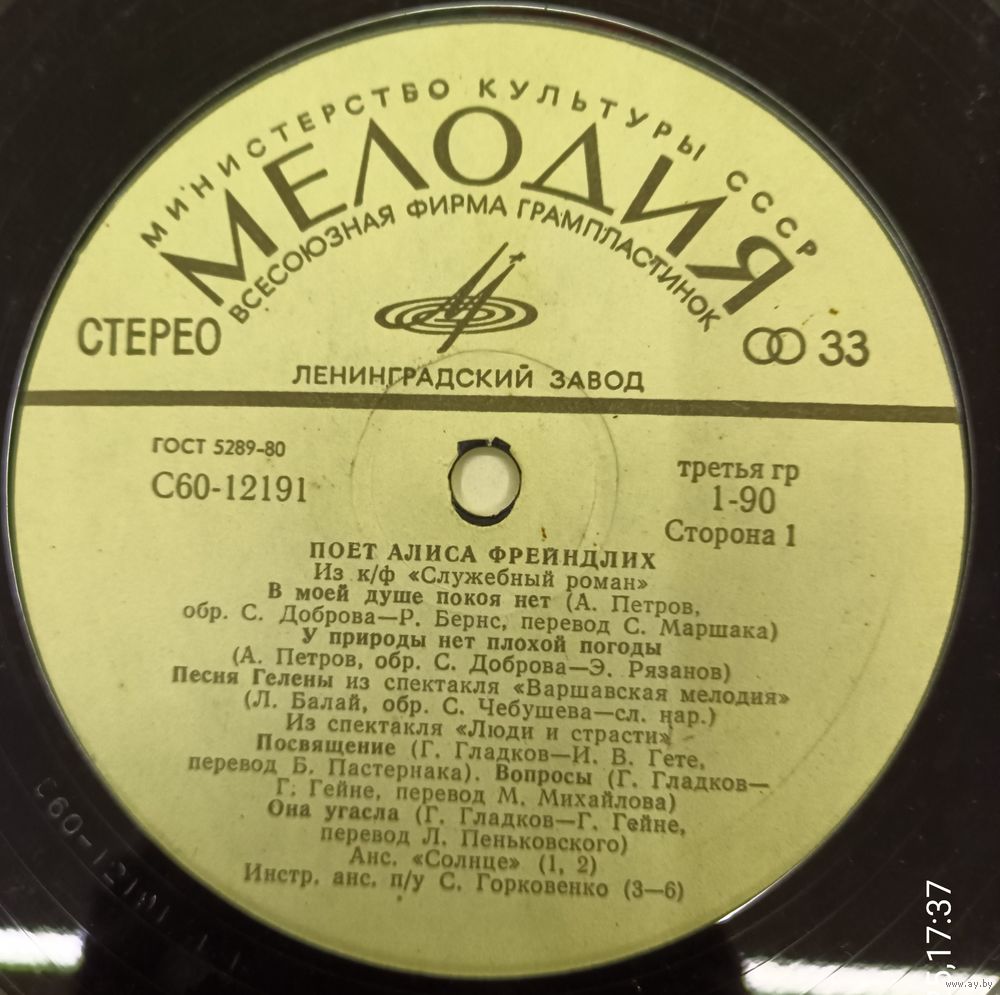 МИНИСТЕРСТВО КУЛЬТУРЫ СССР
МЕЛОДИЯ
ВСЕСОЮЗНАЯ ФИРМА ГРАМПЛАСТИНОК
СТЕРЕО
33
ЛЕНИНГРАДСКИЙ ЗАВОД
ГОСТ 5289-80
С60-12191
третья гр
1-90
Сторона 1
ПОЕТ АЛИСА ФРЕЙНДЛИХ
Из к/ф «Служебный роман»
В моей душе покоя нет (А. Петров,
обр. С. Доброва—Р. Бернс, перевод С. Маршака)
У природы нет плохой погоды
(А. Петров, обр. С. Доброва—Э. Рязанов)
Песня Гелены из спектакля «Варшавская мелодия»
(Л. Балай, обр. С. Чебушева—сл. нар.)
Из спектакля «Люди и страсти»
Посвящение (Г. Гладков—И. В. Гете,
перевод Б. Пастернака). Вопросы (Г. Гладков—
Г. Гейне, перевод М. Михайлова)
Она угасла (Г. Гладков—Г. Гейне,
перевод Л. Пеньковского)
Анс. «Солнце» (1, 2)
Инстр. анс. п/у С. Горковенко (3—6)
17:37
www.ay.by